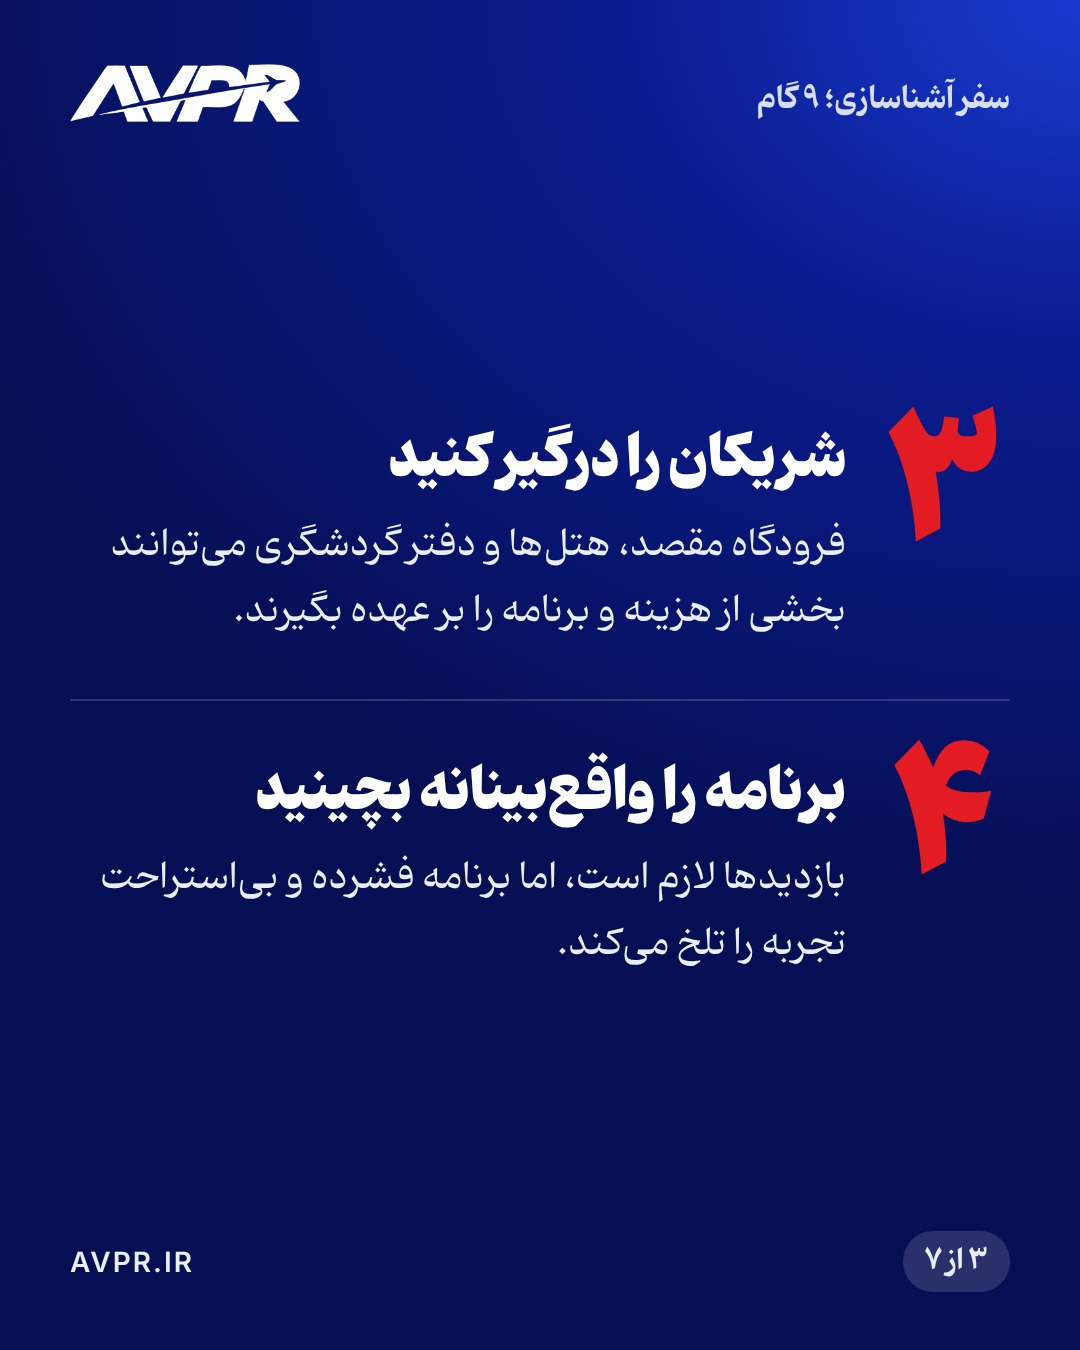 سفر آشناسازی؛ ۹ گام
AVPR
۳
شریکان را درگیر کنید
فرودگاه مقصد، هتل‌ها و دفتر گردشگری می‌توانند
بخشی از هزینه و برنامه را بر عهده بگیرند.
۴
برنامه را واقع‌بینانه بچینید
بازدیدها لازم است، اما برنامه فشرده و بی‌استراحت
تجربه را تلخ می‌کند.
۳ از ۷
AVPR.IR